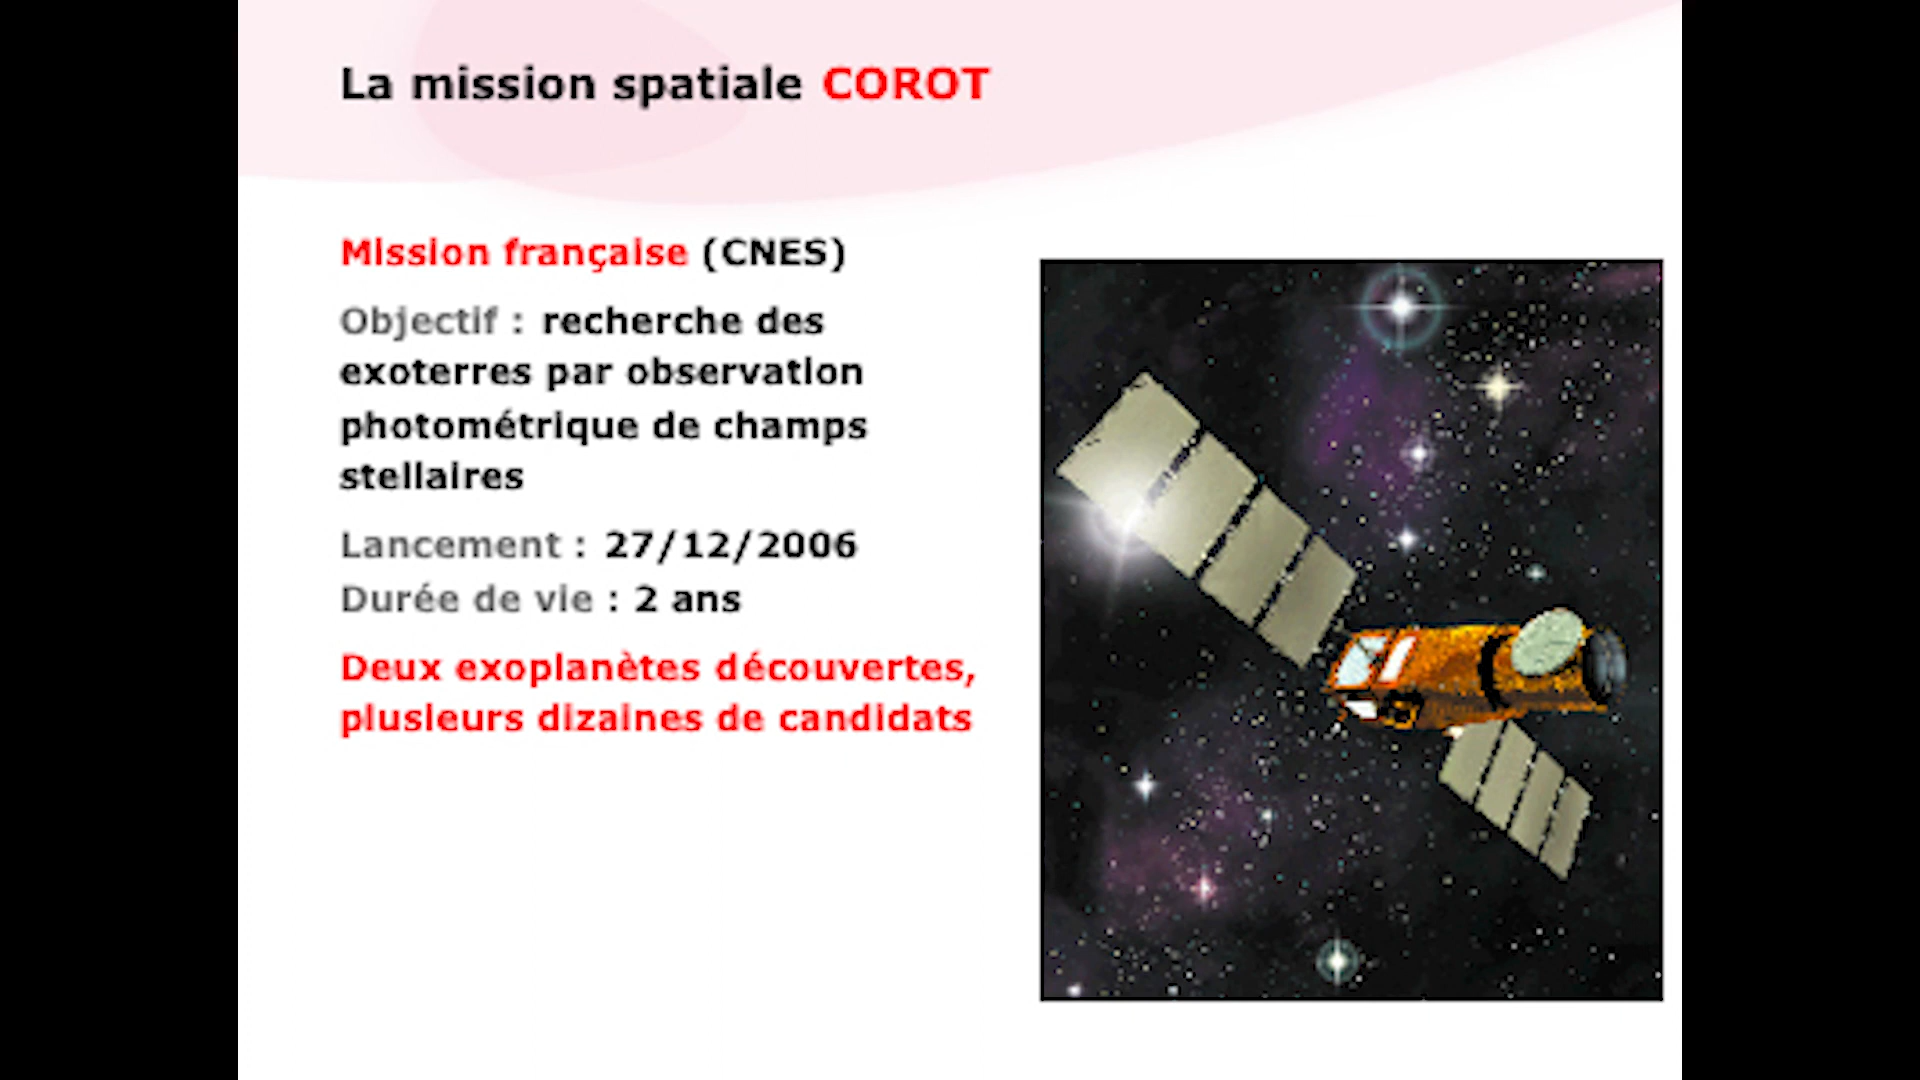 La mission spatiale COROT
Mission française (CNES)
Objectif : recherche des
exoterres par observation
photométrique de champs
stellaires
Lancement : 27/12/2006
Durée de vie : 2 ans
Deux exoplanètes découvertes,
plusieurs dizaines de candidats